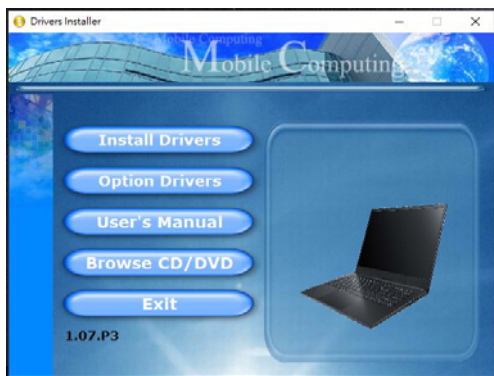 Drivers Installer
Mobile Computing
Mobile Computing
Install Drivers
Option Drivers
User's Manual
Browse CD/DVD
Exit
1.07.P3